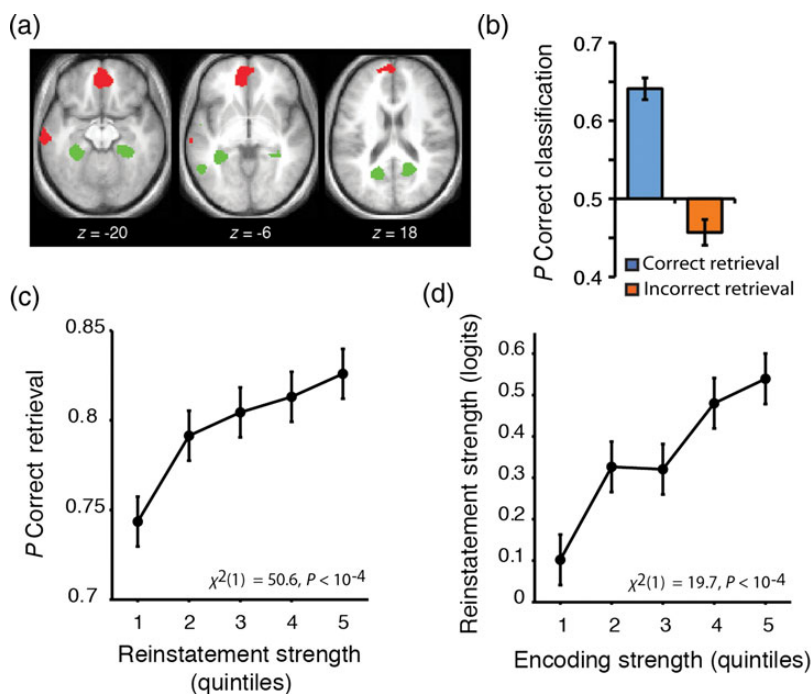 (a)
z = -20
z = -6
z = 18
(b)
P Correct classification
0.7
0.6
0.5
0.4
Correct retrieval
Incorrect retrieval
(c)
P Correct retrieval
0.85
0.8
0.75
0.7
χ²(1) = 50.6, P < 10⁻⁴
1 2 3 4 5
Reinstatement strength
(quintiles)
(d)
Reinstatement strength (logits)
0.6
0.4
0.3
0.2
0.1
0
χ²(1) = 19.7, P < 10⁻⁴
1 2 3 4 5
Encoding strength (quintiles)